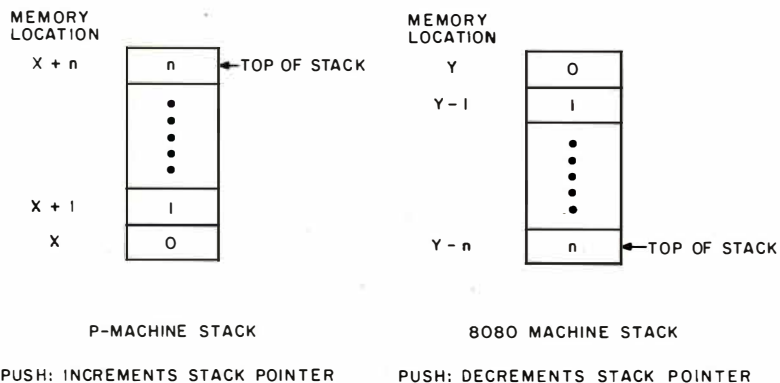 MEMORY
LOCATION
X + n
n
TOP OF STACK
X + 1
1
X
0
P-MACHINE STACK
PUSH: INCREMENTS STACK POINTER
MEMORY
LOCATION
Y
0
Y-1
1
Y-n
n
TOP OF STACK
8080 MACHINE STACK
PUSH: DECREMENTS STACK POINTER